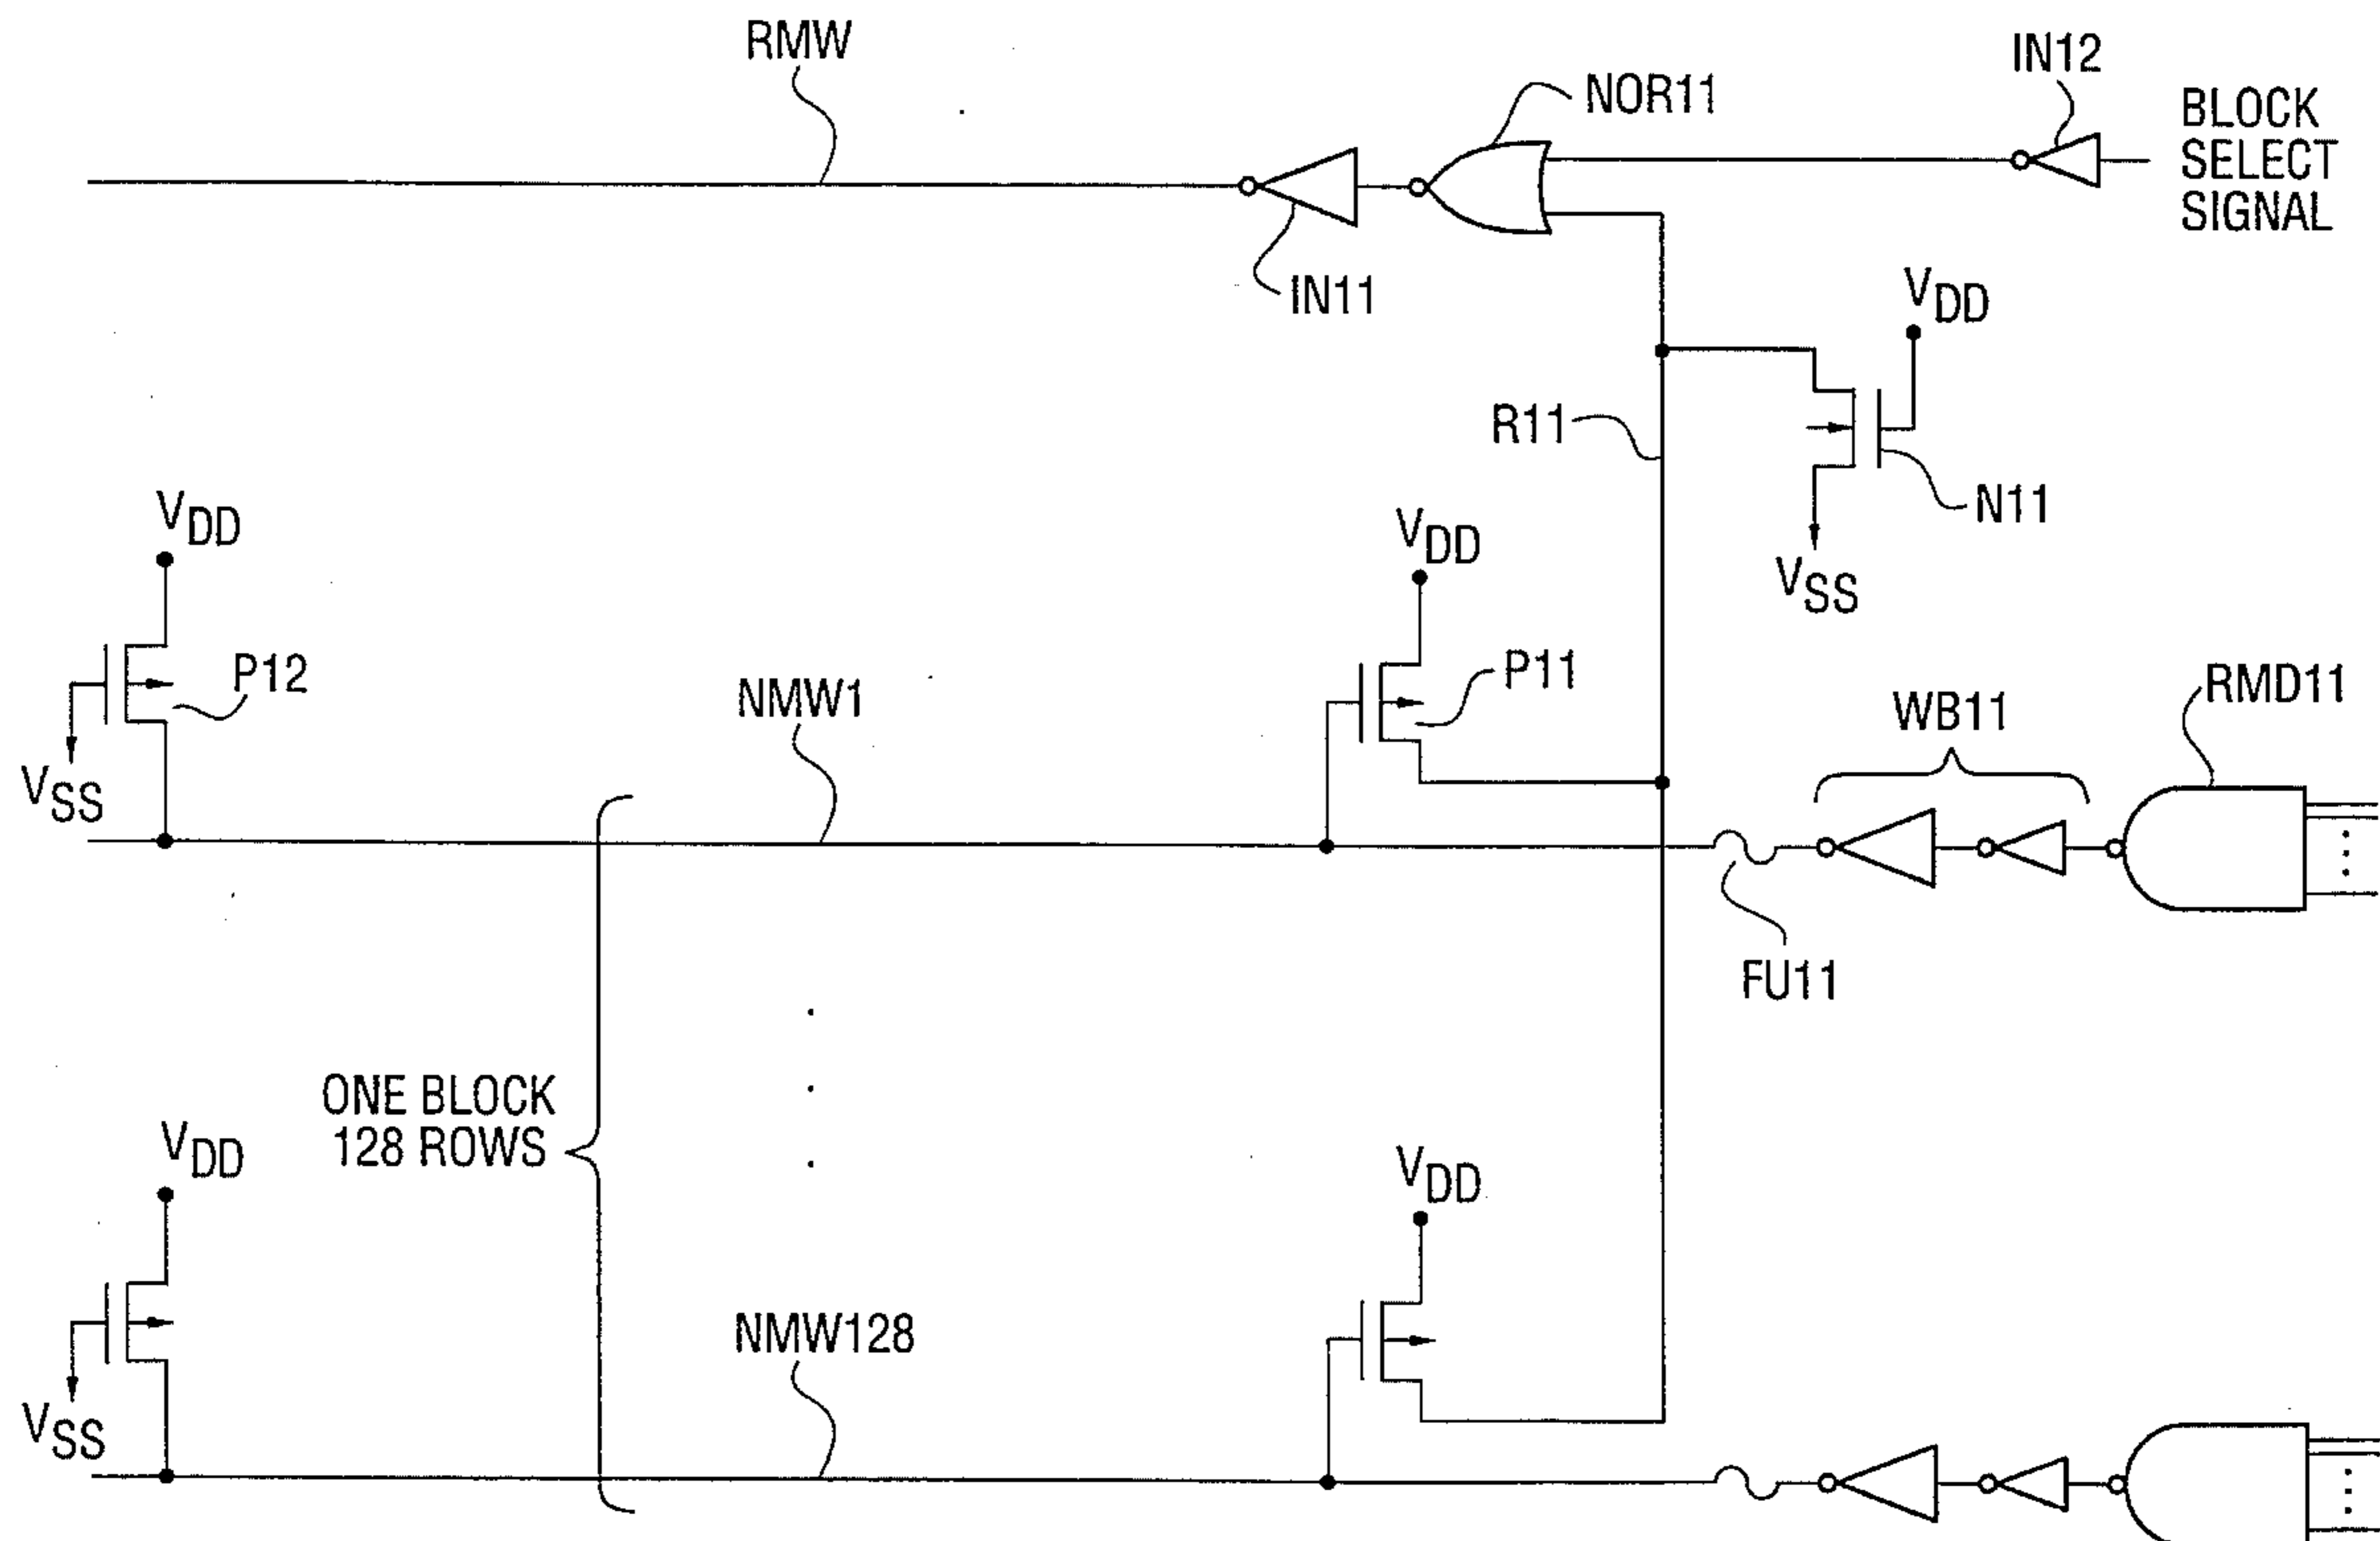 RMW
IN12
NOR11
BLOCK
SELECT
SIGNAL
IN11
VDD
R11
N11
VSS
VDD
P12
VSS
NMW1
VDD
P11
WB11
RMD11
FU11
ONE BLOCK
128 ROWS
VDD
VSS
NMW128
VDD